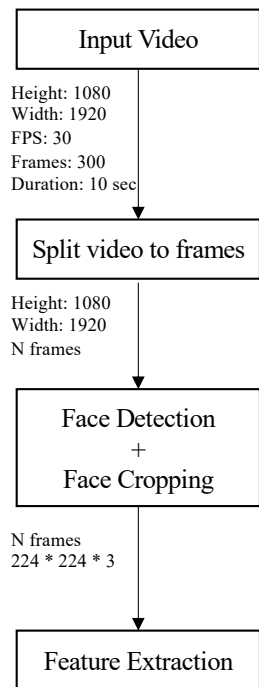 Input Video
Height: 1080
Width: 1920
FPS: 30
Frames: 300
Duration: 10 sec
Split video to frames
Height: 1080
Width: 1920
N frames
Face Detection
+
Face Cropping
N frames
224 * 224 * 3
Feature Extraction